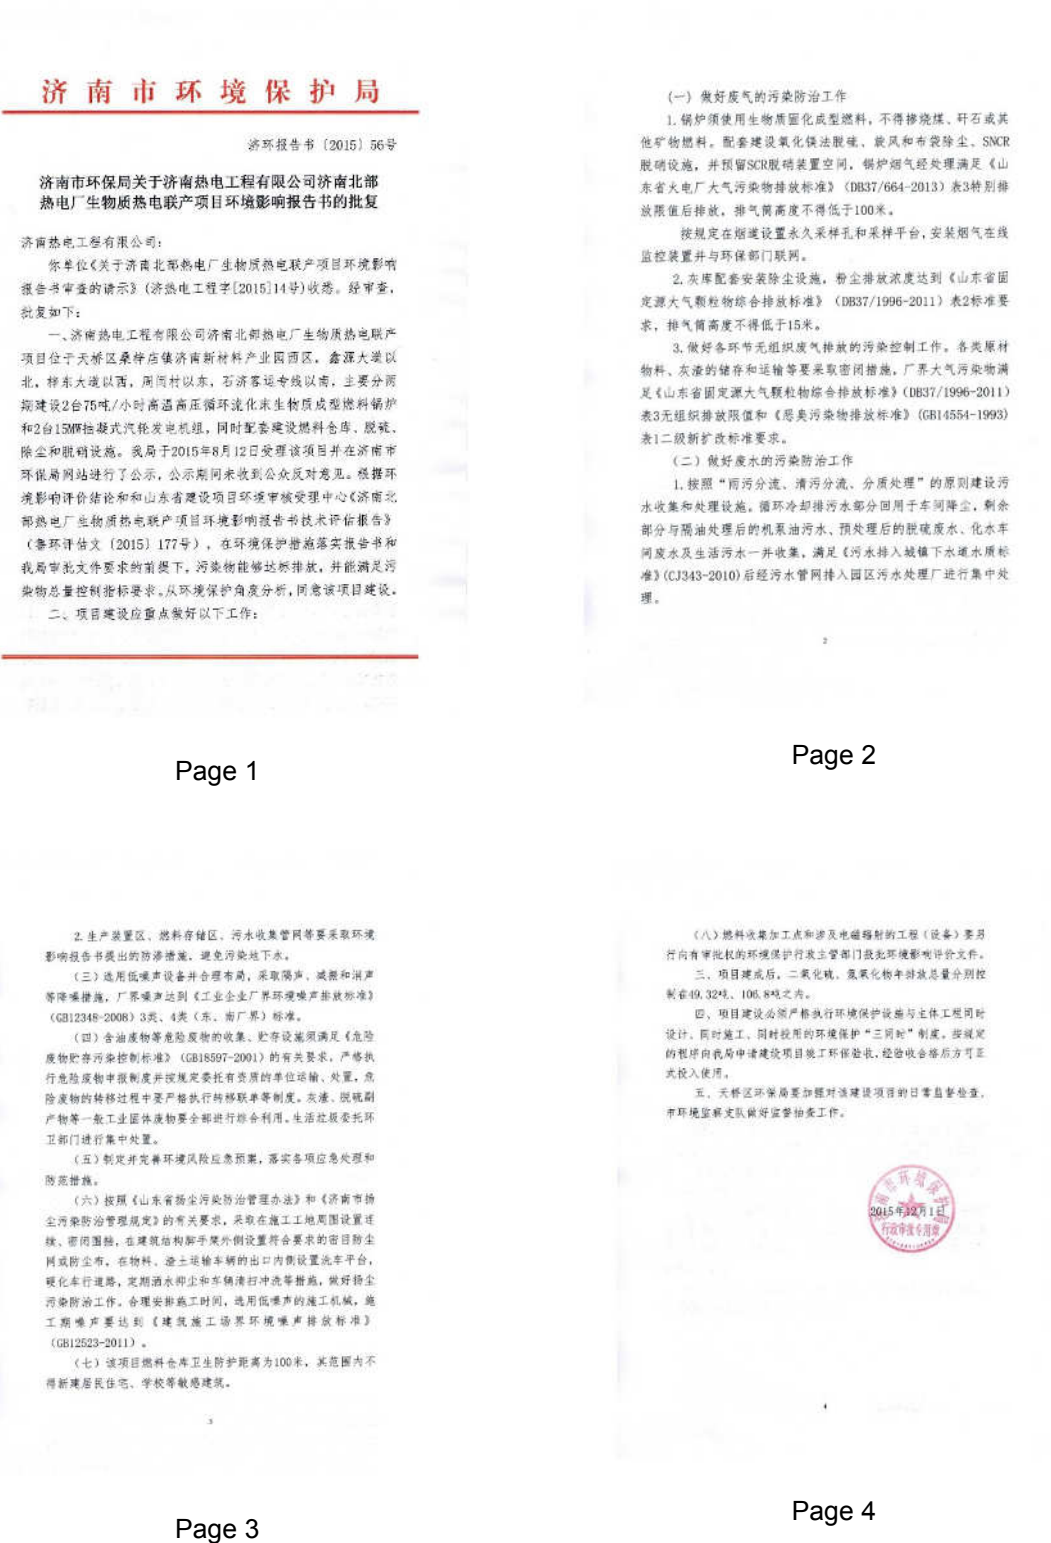 济南市环境保护局
济环报告书〔2015〕56号
济南市环保局关于济南热电工程有限公司济南北部
热电厂生物质热电联产项目环境影响报告书的批复
济南热电工程有限公司：
你单位《关于济南北部热电厂生物质热电联产项目环境影响
报告书审查的请示》(济热电工程字[2015]14号)收悉。经审查，
批复如下：
一、济南热电工程有限公司济南北部热电厂生物质热电联产
项目位于天桥区桑梓店镇济南新材料产业园西区，鑫源大道以
北，梓东大道以西，周闫村以东，石济客运专线以南，主要分两
期建设2台75吨/小时高温高压循环流化床生物质成型燃料锅炉
和2台15MW抽凝式汽轮发电机组，同时配套建设燃料仓库、脱硫、
除尘和脱硝设施。我局于2015年8月12日受理该项目并在济南市
环保局网站进行了公示，公示期间未收到公众反对意见。根据环
境影响评价结论和和山东省建设项目环境审核受理中心《济南北
部热电厂生物质热电联产项目环境影响报告书技术评估报告》
（鲁环评估文〔2015〕177号），在环境保护措施落实报告书和
我局审批文件要求的前提下，污染物能够达标排放，并能满足污
染物总量控制指标要求。从环境保护角度分析，同意该项目建设。
二、项目建设应重点做好以下工作：
Page 1
（一）做好废气的污染防治工作
1.锅炉须使用生物质固化成型燃料，不得掺烧煤、矸石或其
他矿物燃料。配套建设氧化镁法脱硫、旋风和布袋除尘、SNCR
脱硝设施，并预留SCR脱硝装置空间，锅炉烟气经处理满足《山
东省火电厂大气污染物排放标准》（DB37/664-2013）表3特别排
放限值后排放，排气筒高度不得低于100米。
按规定在烟道设置永久采样孔和采样平台，安装烟气在线
监控装置并与环保部门联网。
2.灰库配套安装除尘设施，粉尘排放浓度达到《山东省固
定源大气颗粒物综合排放标准》（DB37/1996-2011）表2标准要
求，排气筒高度不得低于15米。
3.做好各环节无组织废气排放的污染控制工作。各类原材
物料、灰渣的储存和运输等要采取密闭措施，厂界大气污染物满
足《山东省固定源大气颗粒物综合排放标准》(DB37/1996-2011)
表3无组织排放限值和《恶臭污染物排放标准》(GB14554-1993)
表1二级新扩改标准要求。
（二）做好废水的污染防治工作
1.按照“雨污分流、清污分流、分质处理”的原则建设污
水收集和处理设施。循环冷却排污水部分回用于车间降尘，剩余
部分与隔油处理后的机泵油污水、预处理后的脱硫废水、化水车
间废水及生活污水一并收集，满足《污水排入城镇下水道水质标
准》(CJ343-2010)后经污水管网排入园区污水处理厂进行集中处
理。
2
Page 2
2.生产装置区、燃料存储区、污水收集管网等要采取环境
影响报告书提出的防渗措施，避免污染地下水。
（三）选用低噪声设备并合理布局，采取隔声、减振和消声
等降噪措施，厂界噪声达到《工业企业厂界环境噪声排放标准》
（GB12348-2008）3类、4类（东、南厂界）标准。
（四）含油废物等危险废物的收集、贮存设施须满足《危险
废物贮存污染控制标准》（GB18597-2001）的有关要求，严格执
行危险废物申报制度并按规定委托有资质的单位运输、处置，危
险废物的转移过程中要严格执行转移联单等制度。灰渣、脱硫副
产物等一般工业固体废物要全部进行综合利用。生活垃圾委托环
卫部门进行集中处置。
（五）制定并完善环境风险应急预案，落实各项应急处理和
防范措施。
（六）按照《山东省扬尘污染防治管理办法》和《济南市扬
尘污染防治管理规定》的有关要求，采取在施工工地周围设置连
续、密闭围挡，在建筑结构脚手架外侧设置符合要求的密目防尘
网或防尘布，在物料、渣土运输车辆的出口内侧设置洗车平台，
硬化车行道路，定期洒水抑尘和车辆清扫冲洗等措施，做好扬尘
污染防治工作。合理安排施工时间，选用低噪声的施工机械，施
工期噪声要达到《建筑施工场界环境噪声排放标准》
（GB12523-2011）。
（七）该项目燃料仓库卫生防护距离为100米，其范围内不
得新建居民住宅、学校等敏感建筑。
3
Page 3
（八）燃料收集加工点和涉及电磁辐射的工程（设备）要另
行向有审批权的环境保护行政主管部门报批环境影响评价文件。
三、项目建成后，二氧化硫、氮氧化物年排放总量分别控
制在49.32吨、106.8吨之内。
四、项目建设必须严格执行环境保护设施与主体工程同时
设计、同时施工、同时投用的环境保护“三同时”制度。按规定
的程序向我局申请建设项目竣工环保验收，经验收合格后方可正
式投入使用。
五、天桥区环保局要加强对该建设项目的日常监督检查，
市环境监察支队做好监督抽查工作。
济南市环境保护局
2015年12月1日
行政审批专用章
4
Page 4